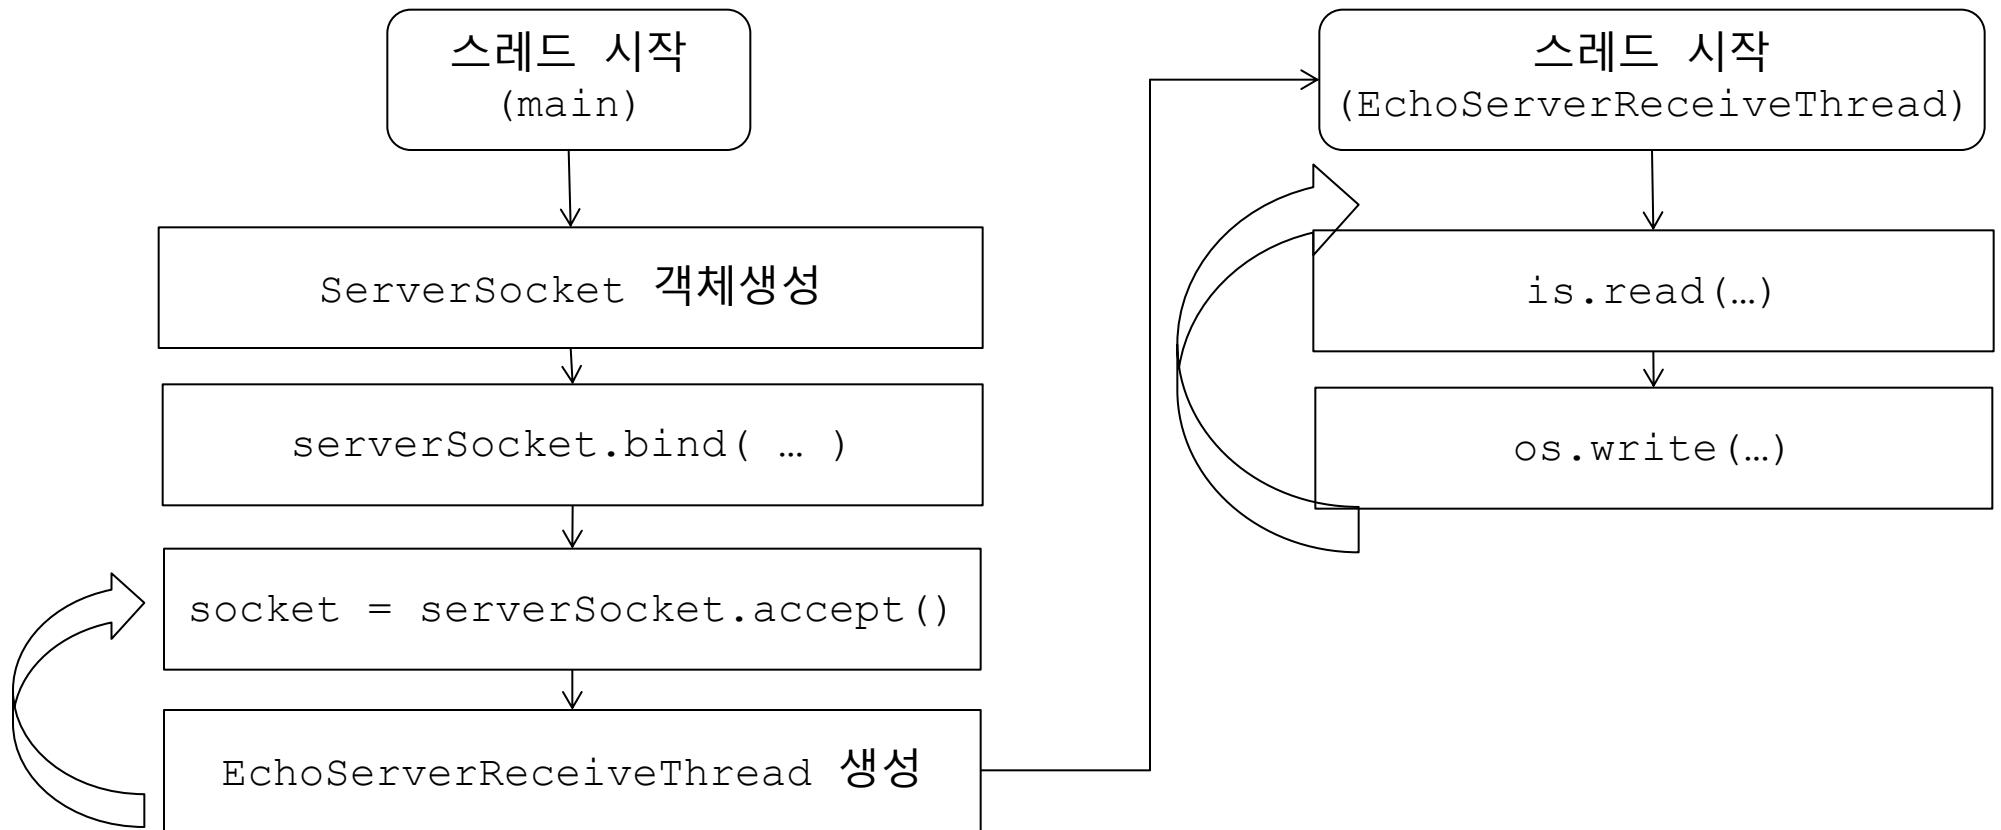 스레드 시작
(main)
ServerSocket 객체생성
serverSocket.bind( … )
socket = serverSocket.accept()
EchoServerReceiveThread 생성
스레드 시작
(EchoServerReceiveThread)
is.read(…)
os.write(…)